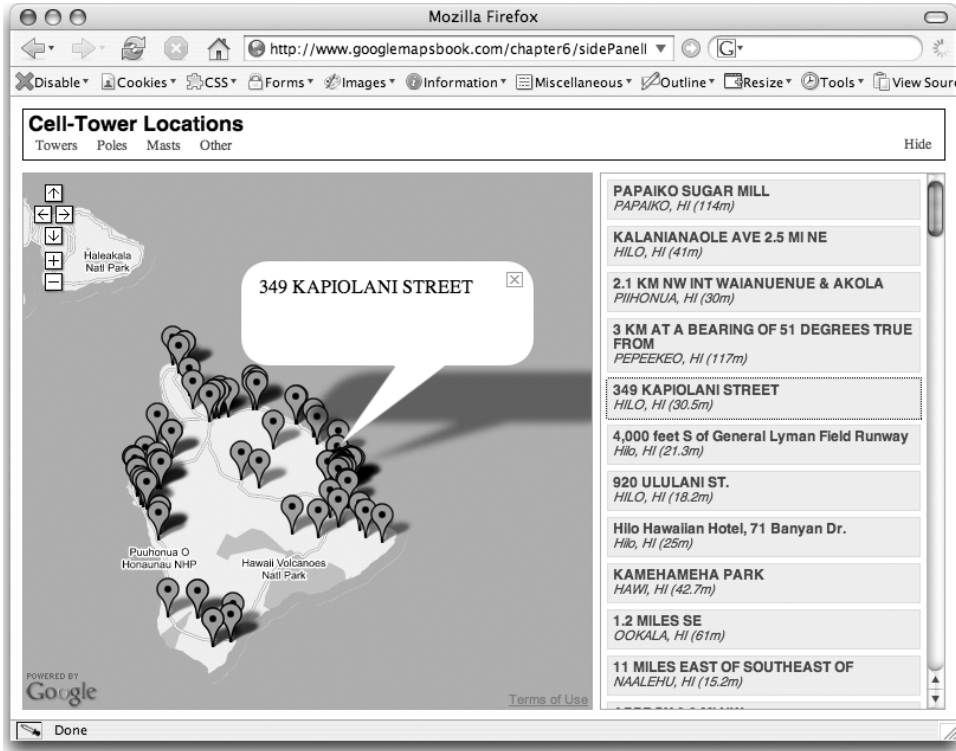 Mozilla Firefox
http://www.googlemapsbook.com/chapter6/sidePanell
G
Disable Cookies CSS Forms Images Information Miscellaneous Outline Resize Tools View Sour
Cell-Tower Locations
Towers Poles Masts Other Hide
Haleakala
Natl Park
349 KAPIOLANI STREET
Puuhonua O
Honaunau NHP
Hawaii Volcanoes
Natl Park
POWERED BY
Google
Terms of Use
PAPAIKO SUGAR MILL
PAPAIKO, HI (114m)
KALANIANAOLE AVE 2.5 MI NE
HILO, HI (41m)
2.1 KM NW INT WAIANUENUE & AKOLA
PIIHONUA, HI (30m)
3 KM AT A BEARING OF 51 DEGREES TRUE
FROM
PEPEEKEO, HI (117m)
349 KAPIOLANI STREET
HILO, HI (30.5m)
4,000 feet S of General Lyman Field Runway
Hilo, HI (21.3m)
920 ULULANI ST.
HILO, HI (18.2m)
Hilo Hawaiian Hotel, 71 Banyan Dr.
Hilo, HI (25m)
KAMEHAMEHA PARK
HAWI, HI (42.7m)
1.2 MILES SE
OOKALA, HI (61m)
11 MILES EAST OF SOUTHEAST OF
NAALEHU, HI (15.2m)
Done